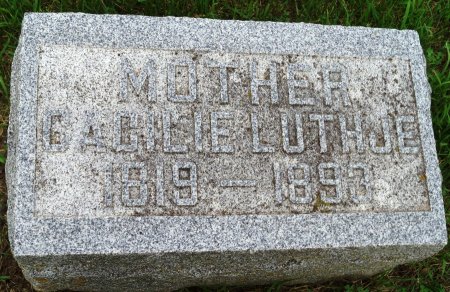 MOTHER
CACILIE LUTHJE
1819 — 1893